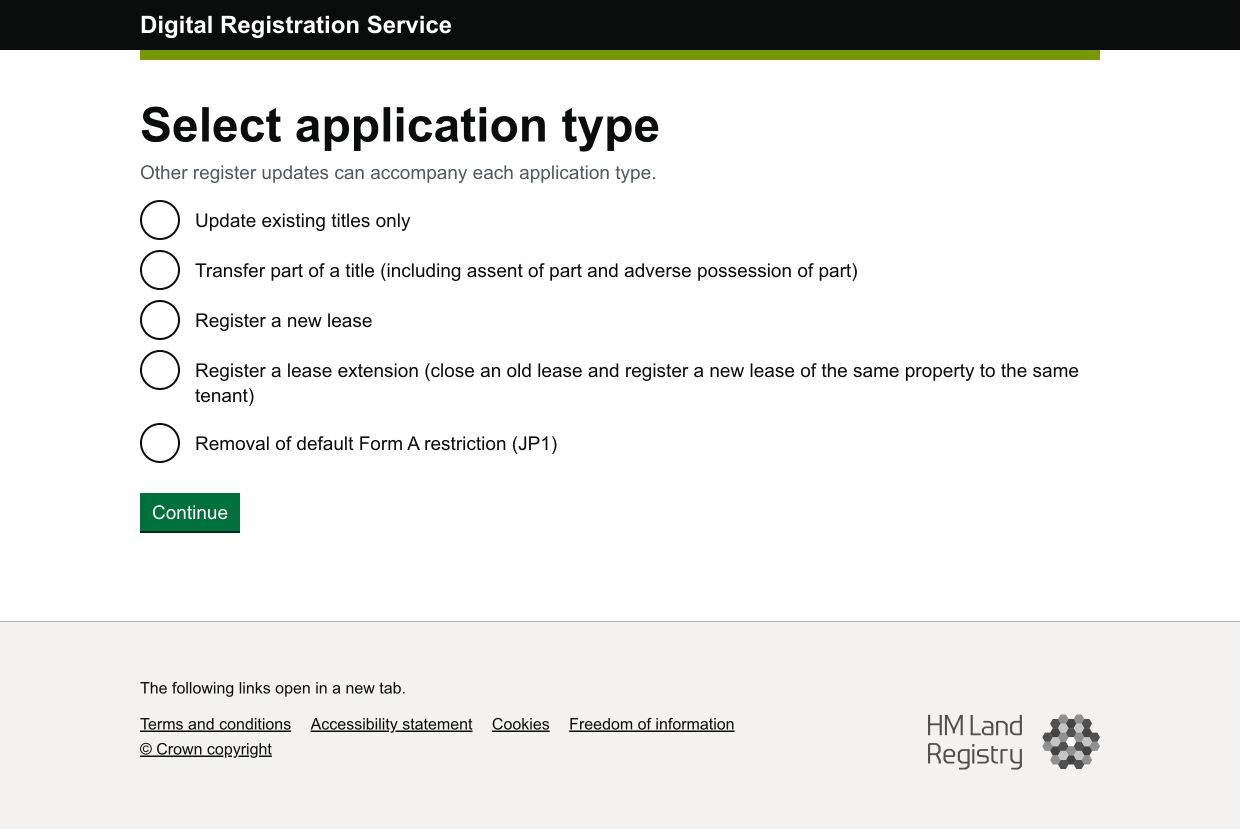 Digital Registration Service
Select application type
Other register updates can accompany each application type.
Update existing titles only
Transfer part of a title (including assent of part and adverse possession of part)
Register a new lease
Register a lease extension (close an old lease and register a new lease of the same property to the same
tenant)
Removal of default Form A restriction (JP1)
Continue
The following links open in a new tab.
Terms and conditions Accessibility statement Cookies Freedom of information
© Crown copyright
HM Land
Registry